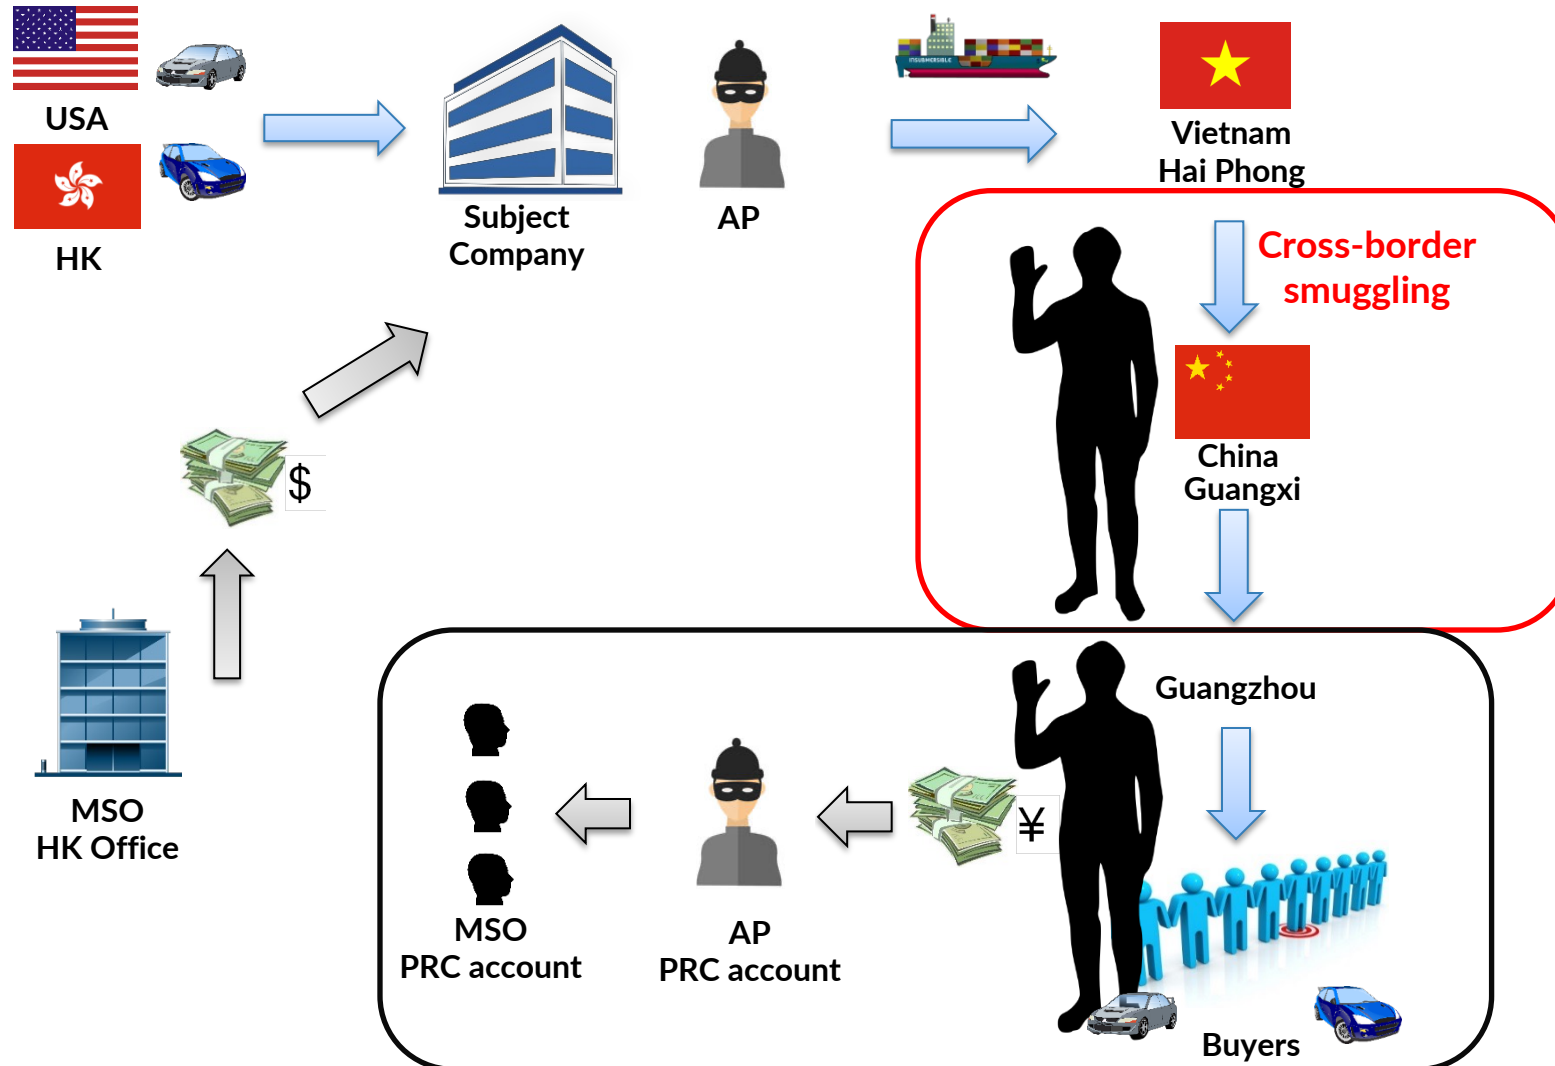 USA
HK
Subject
Company
AP
INSUBMERSIBLE
Vietnam
Hai Phong
Cross-border
smuggling
China
Guangxi
$
MSO
HK Office
Guangzhou
¥
MSO
PRC account
AP
PRC account
Buyers